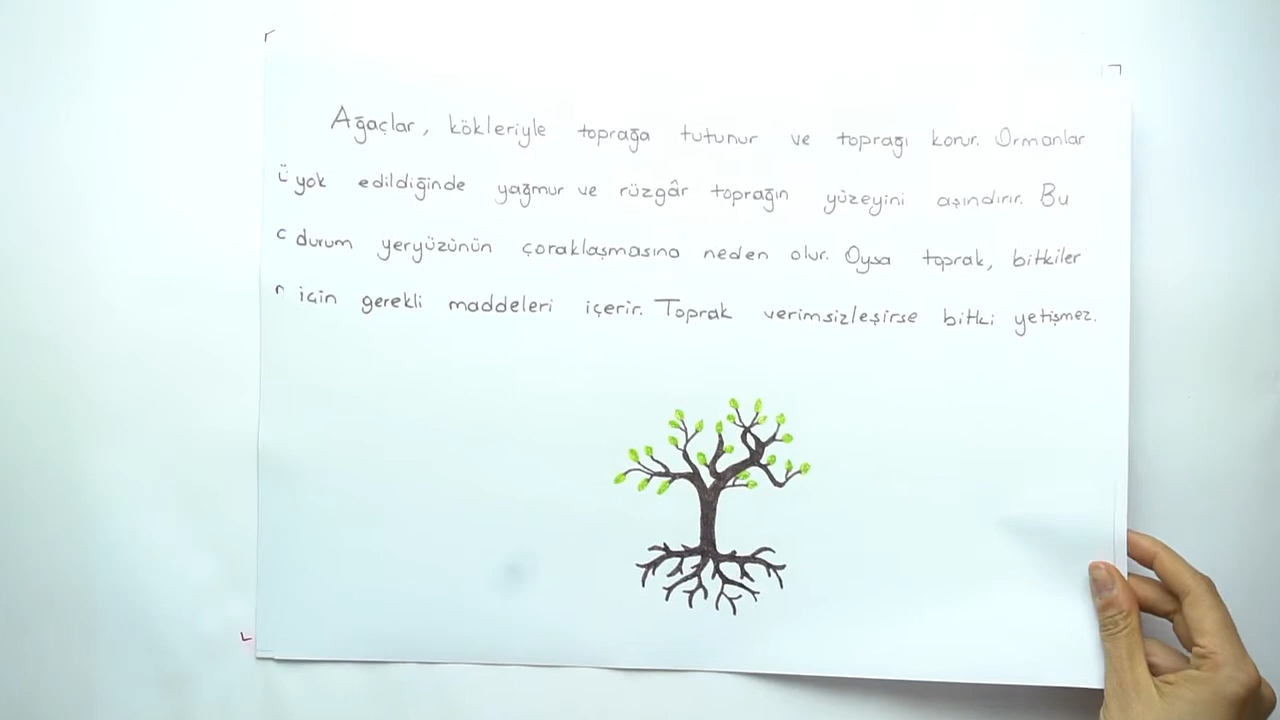 Ağaçlar, kökleriyle toprağa tutunur ve toprağı korur. Ormanlar
yok edildiğinde yağmur ve rüzgâr toprağın yüzeyini aşındırır. Bu
durum yeryüzünün çoraklaşmasına neden olur. Oysa toprak, bitkiler
için gerekli maddeleri içerir. Toprak verimsizleşirse bitki yetişmez.